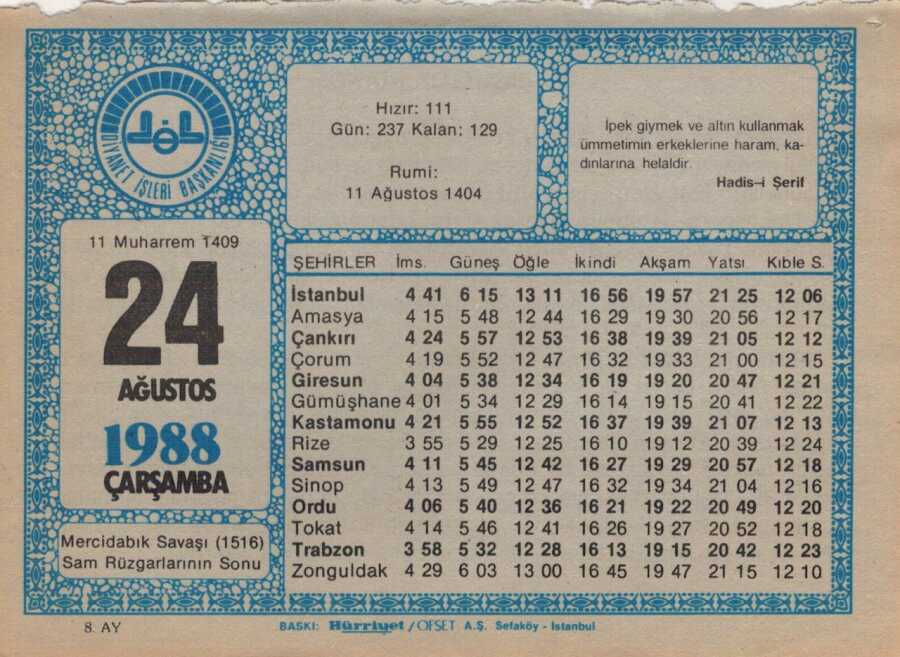 DİYANET İŞLERİ BAŞKANLIĞI
Hızır: 111
Gün: 237 Kalan: 129
Rumi:
11 Ağustos 1404
İpek giymek ve altın kullanmak
ümmetimin erkeklerine haram, ka-
dınlarına helaldir.
Hadis-i Şerif
11 Muharrem 1409
24
AĞUSTOS
1988
ÇARŞAMBA
Mercidabık Savaşı (1516)
Sam Rüzgarlarının Sonu
ŞEHİRLER İms. Güneş Öğle İkindi Akşam Yatsı Kıble S.
İstanbul 4 41 6 15 13 11 16 56 19 57 21 25 12 06
Amasya 4 15 5 48 12 44 16 29 19 30 20 56 12 17
Çankırı 4 24 5 57 12 53 16 38 19 39 21 05 12 12
Çorum 4 19 5 52 12 47 16 32 19 33 21 00 12 15
Giresun 4 04 5 38 12 34 16 19 19 20 20 47 12 21
Gümüşhane 4 01 5 34 12 29 16 14 19 15 20 41 12 22
Kastamonu 4 21 5 55 12 52 16 37 19 39 21 07 12 13
Rize 3 55 5 29 12 25 16 10 19 12 20 39 12 24
Samsun 4 11 5 45 12 42 16 27 19 29 20 57 12 18
Sinop 4 13 5 49 12 47 16 32 19 34 21 04 12 16
Ordu 4 06 5 40 12 36 16 21 19 22 20 49 12 20
Tokat 4 14 5 46 12 41 16 26 19 27 20 52 12 18
Trabzon 3 58 5 32 12 28 16 13 19 15 20 42 12 23
Zonguldak 4 29 6 03 13 00 16 45 19 47 21 15 12 10
8. AY
BASKI: Hürriyet / OFSET A.Ş. Sefaköy - İstanbul